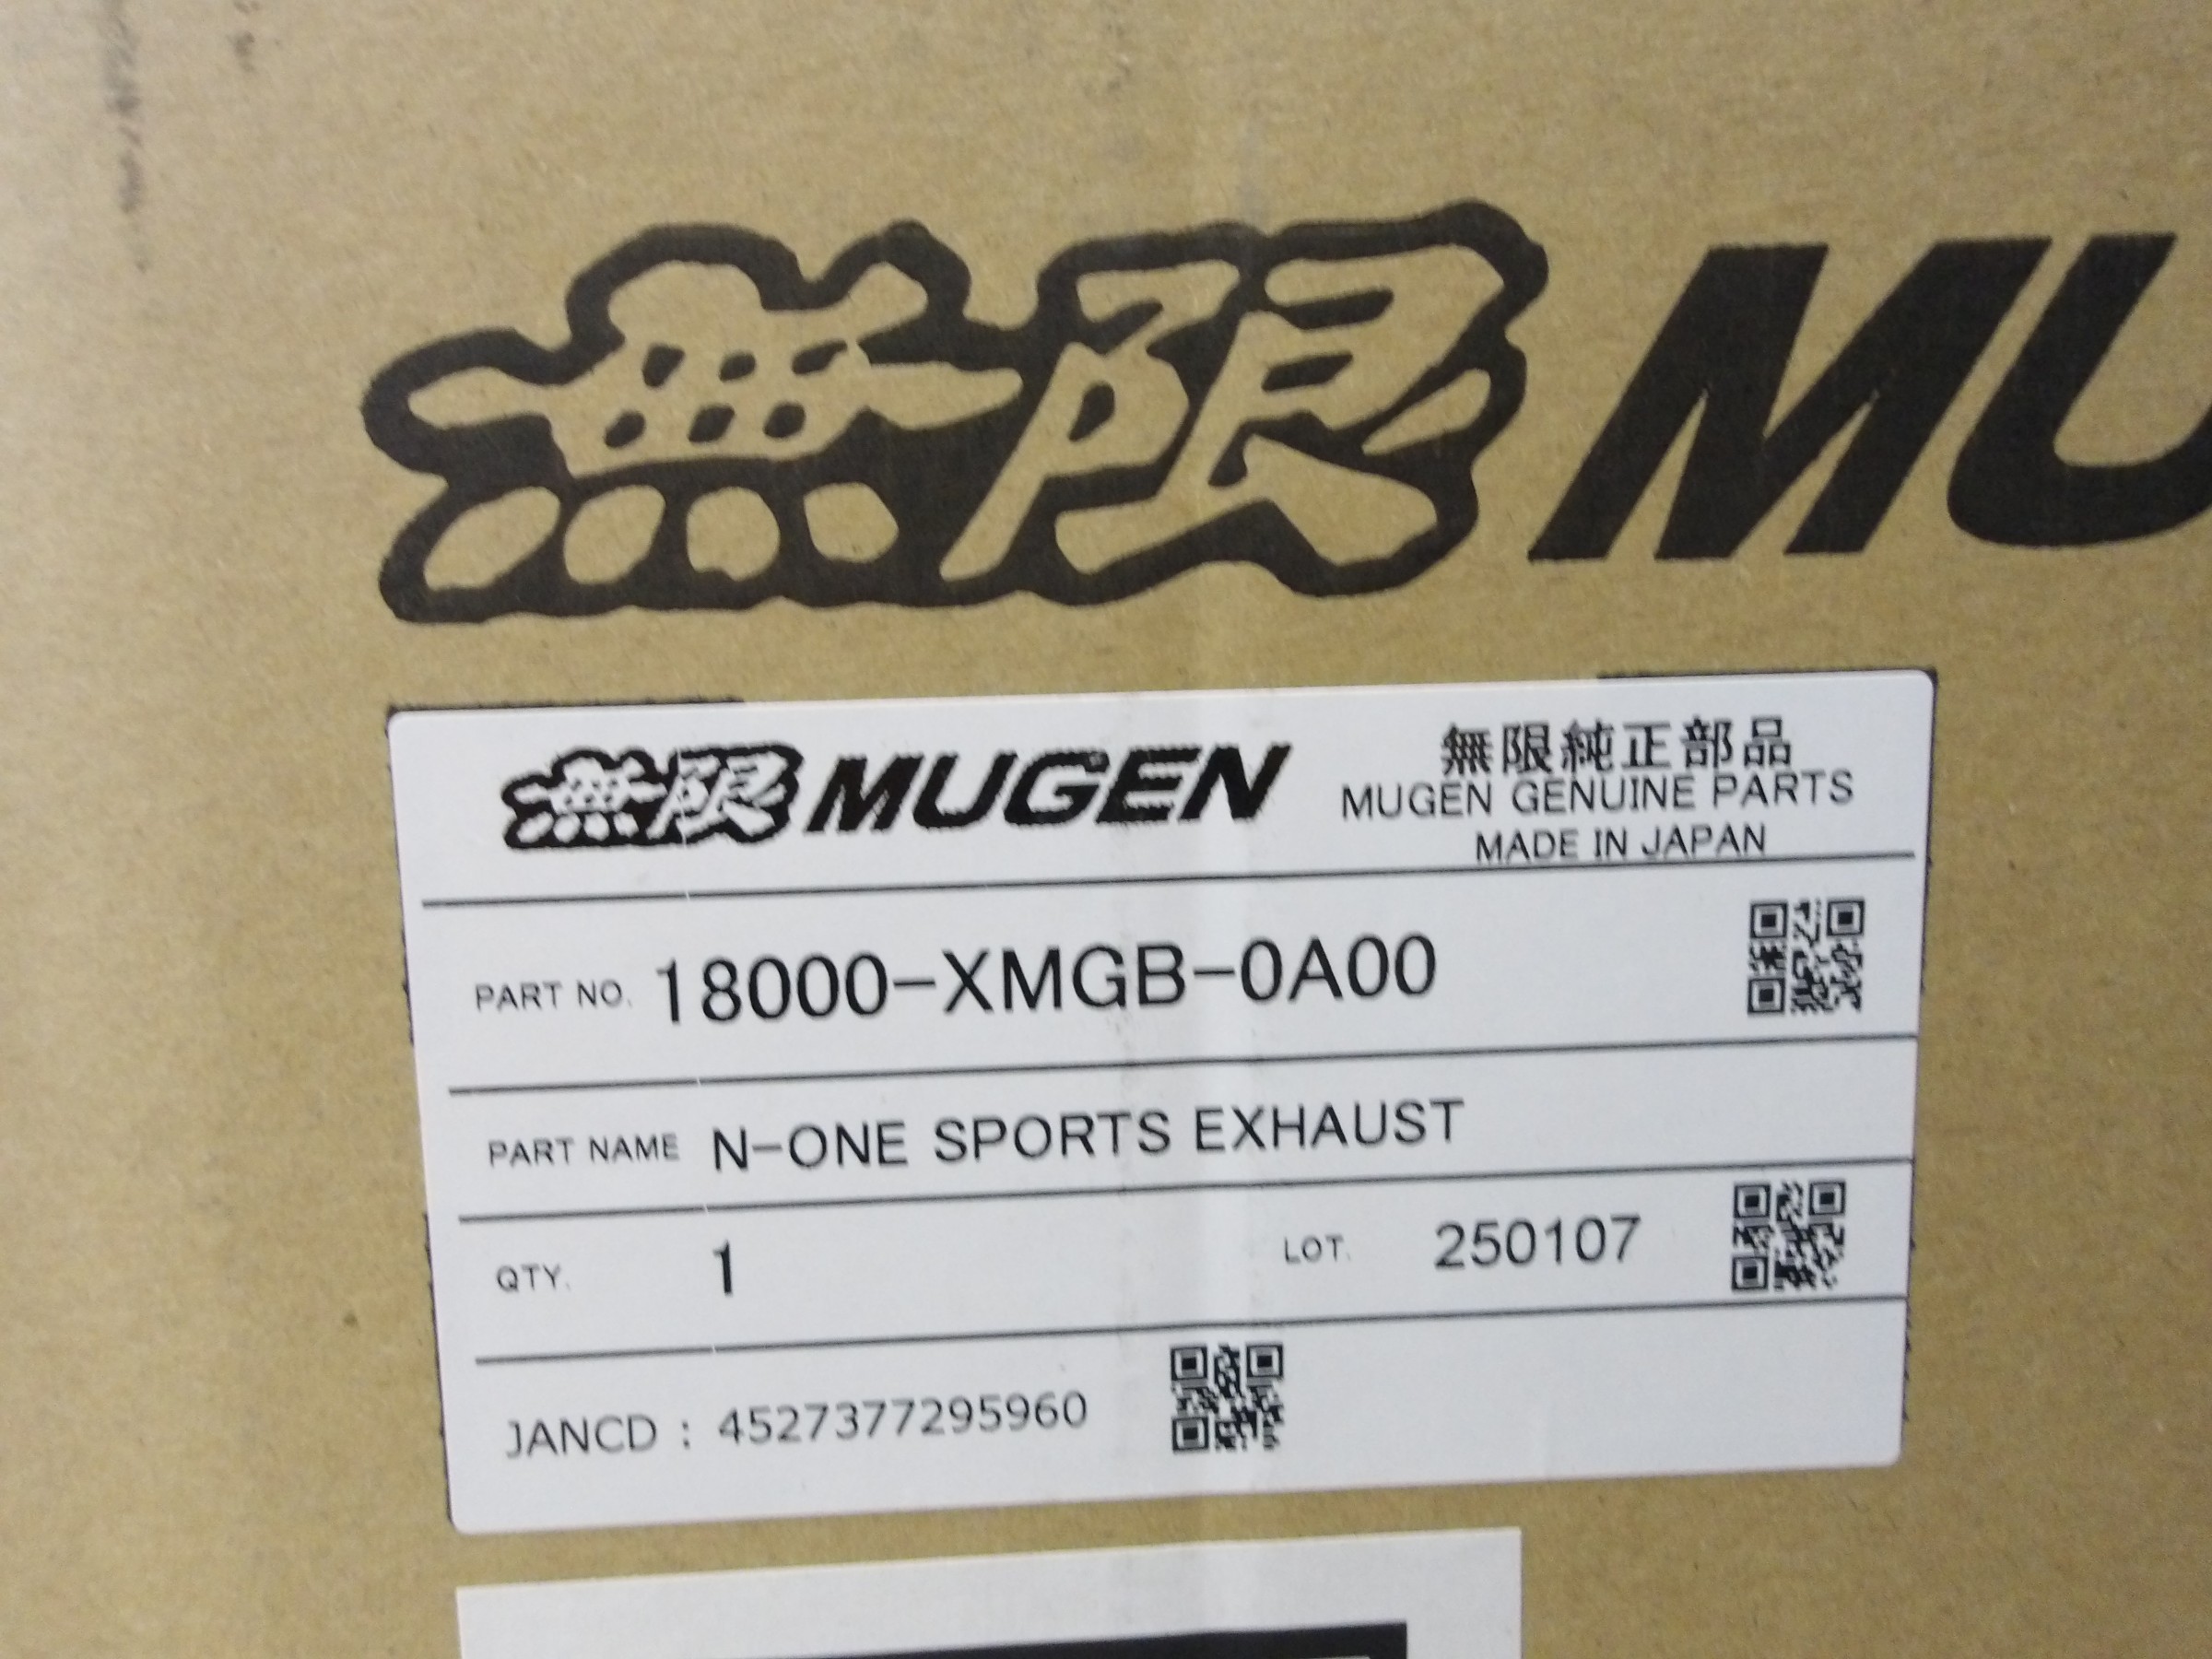 無限 MU
無限 MUGEN
無限純正部品
MUGEN GENUINE PARTS
MADE IN JAPAN
PART NO. 18000-XMGB-0A00
PART NAME N-ONE SPORTS EXHAUST
QTY. 1 LOT. 250107
JANCD : 4527377295960